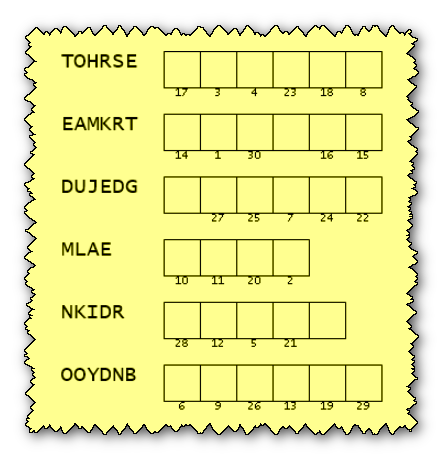 TOHRSE
17 3 4 23 18 8
EAMKRT
14 1 30 16 15
DUJEDG
27 25 7 24 22
MLAE
10 11 20 2
NKIDR
28 12 5 21
OOYDNB
6 9 26 13 19 29